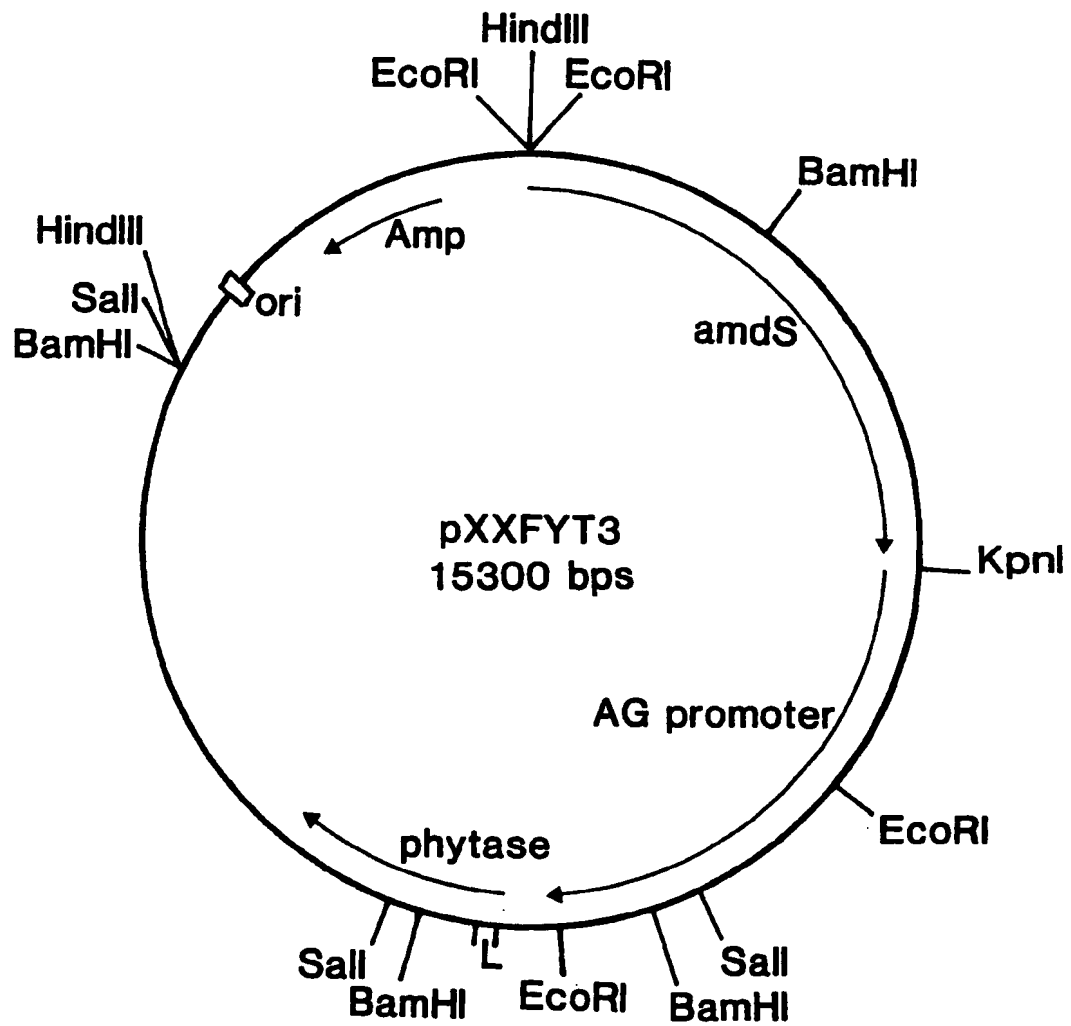 HindIII
EcoRI
EcoRI
BamHI
HindIII
SalI
BamHI
Amp
ori
amdS
pXXFYT3
15300 bps
KpnI
AG promoter
EcoRI
phytase
SalI
BamHI
L
EcoRI
SalI
BamHI